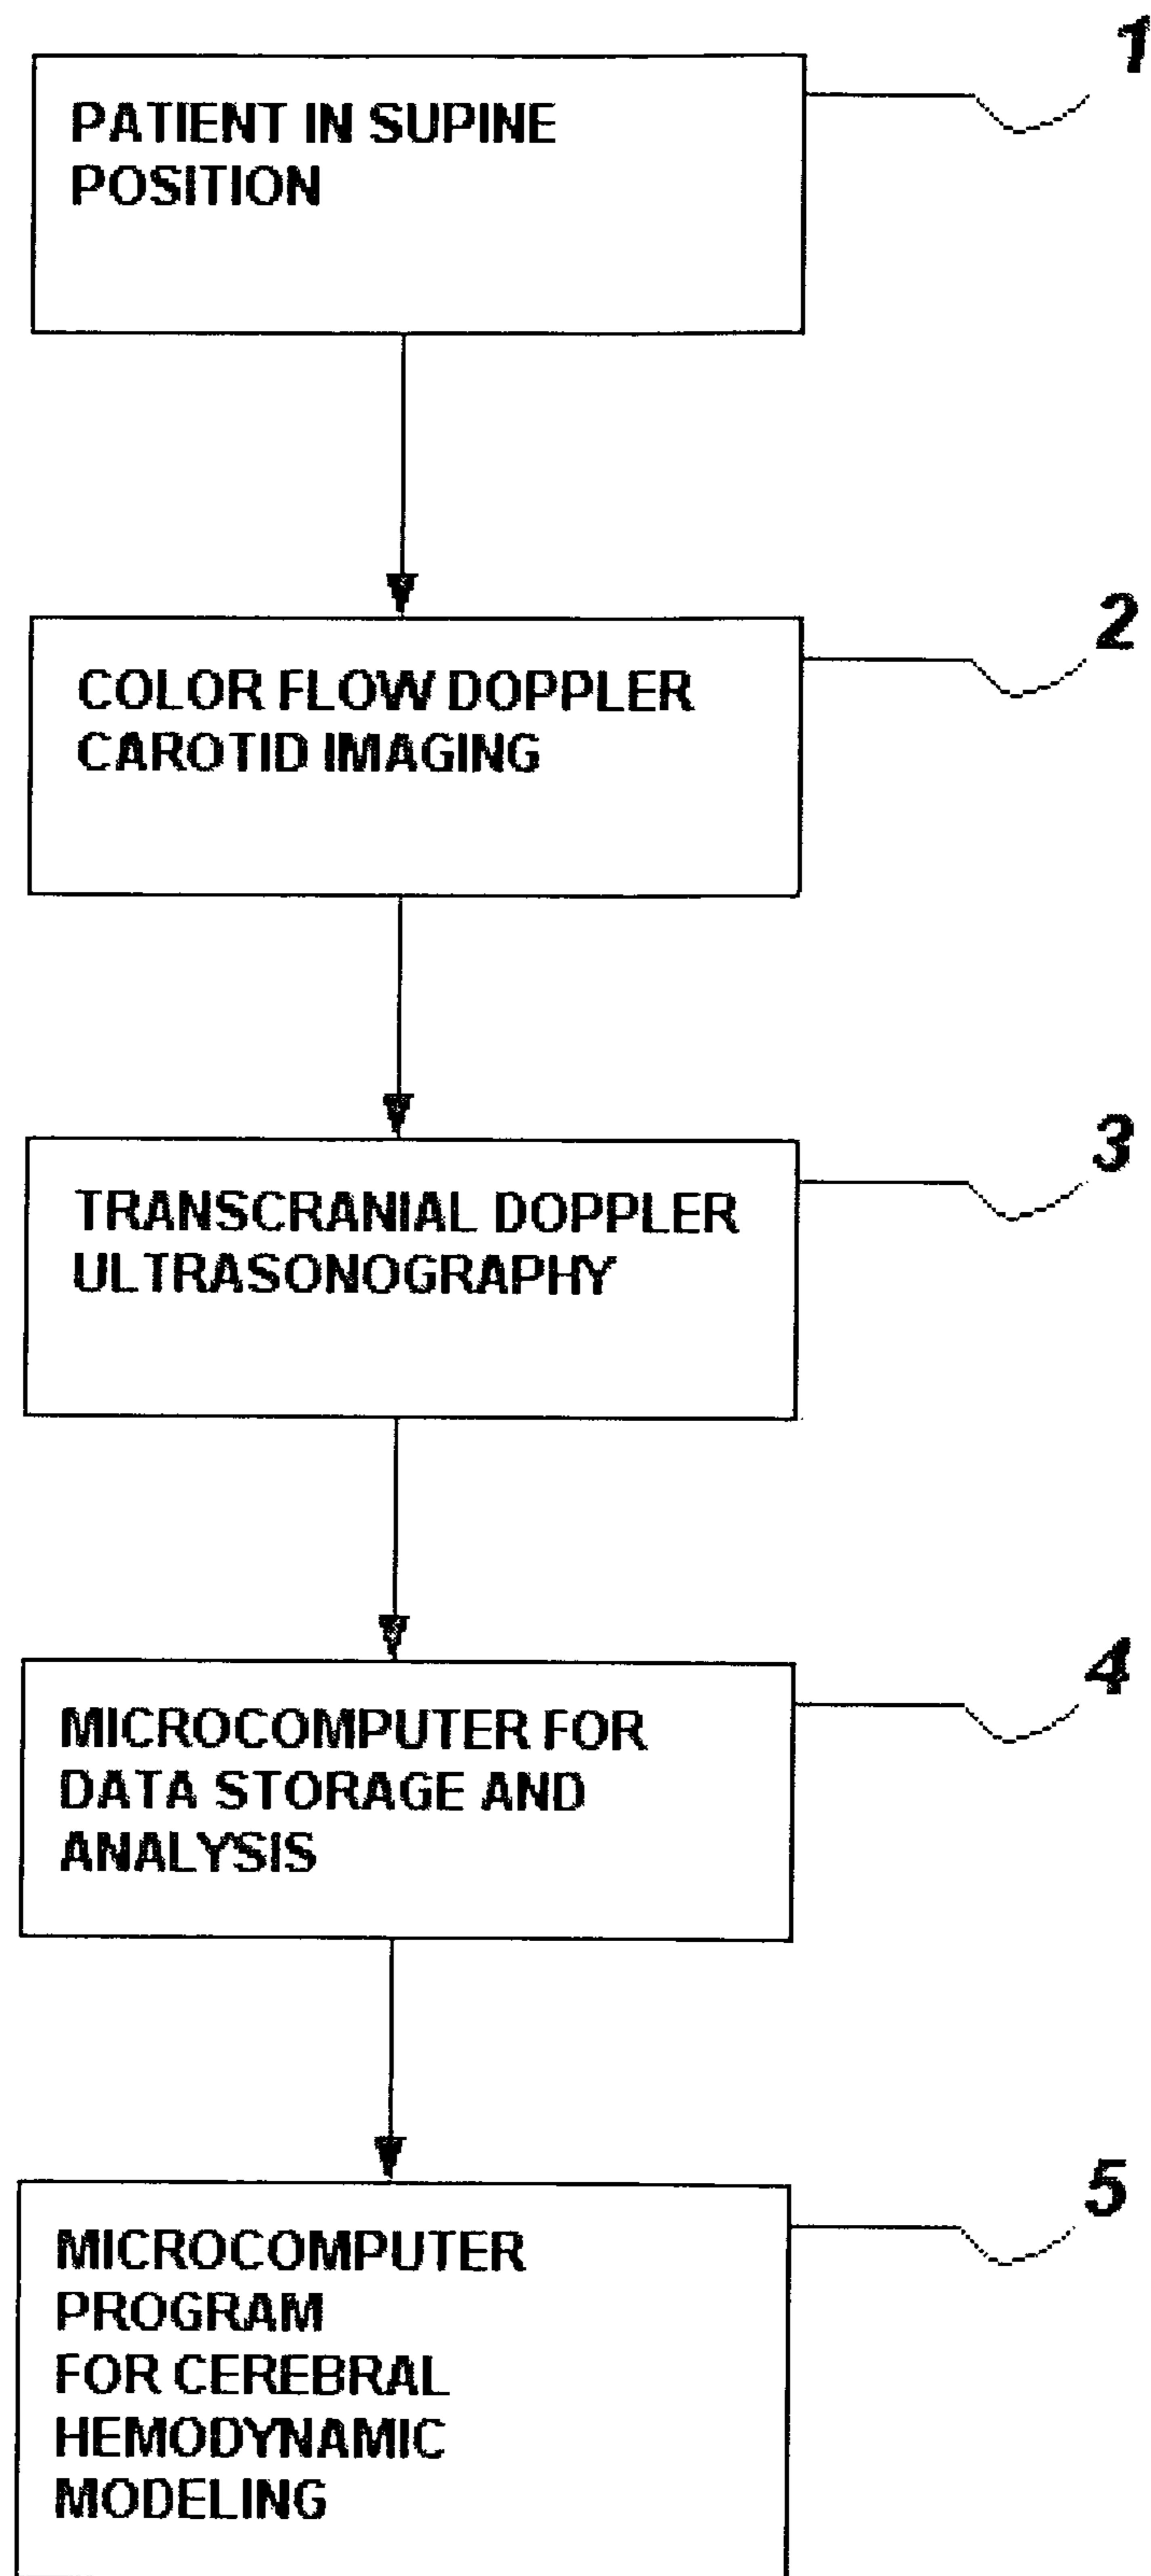 1
PATIENT IN SUPINE
POSITION
2
COLOR FLOW DOPPLER
CAROTID IMAGING
3
TRANSCRANIAL DOPPLER
ULTRASONOGRAPHY
4
MICROCOMPUTER FOR
DATA STORAGE AND
ANALYSIS
5
MICROCOMPUTER
PROGRAM
FOR CEREBRAL
HEMODYNAMIC
MODELING